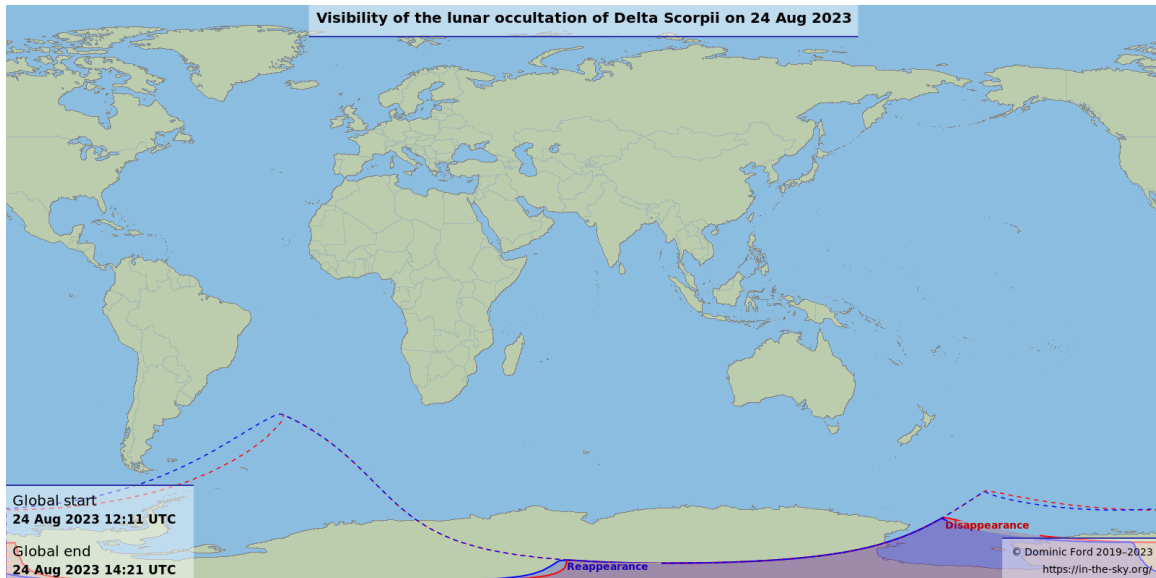 Visibility of the lunar occultation of Delta Scorpii on 24 Aug 2023
Global start
24 Aug 2023 12:11 UTC
Global end
24 Aug 2023 14:21 UTC
Reappearance
Disappearance
© Dominic Ford 2019–2023
https://in-the-sky.org/